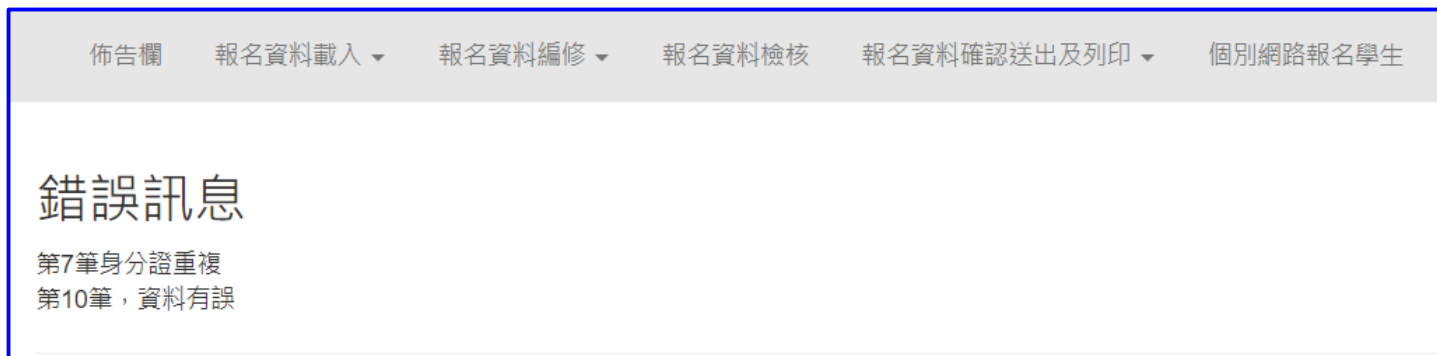 佈告欄 報名資料載入 報名資料編修 報名資料檢核 報名資料確認送出及列印 個別網路報名學生
錯誤訊息
第7筆身分證重複
第10筆，資料有誤